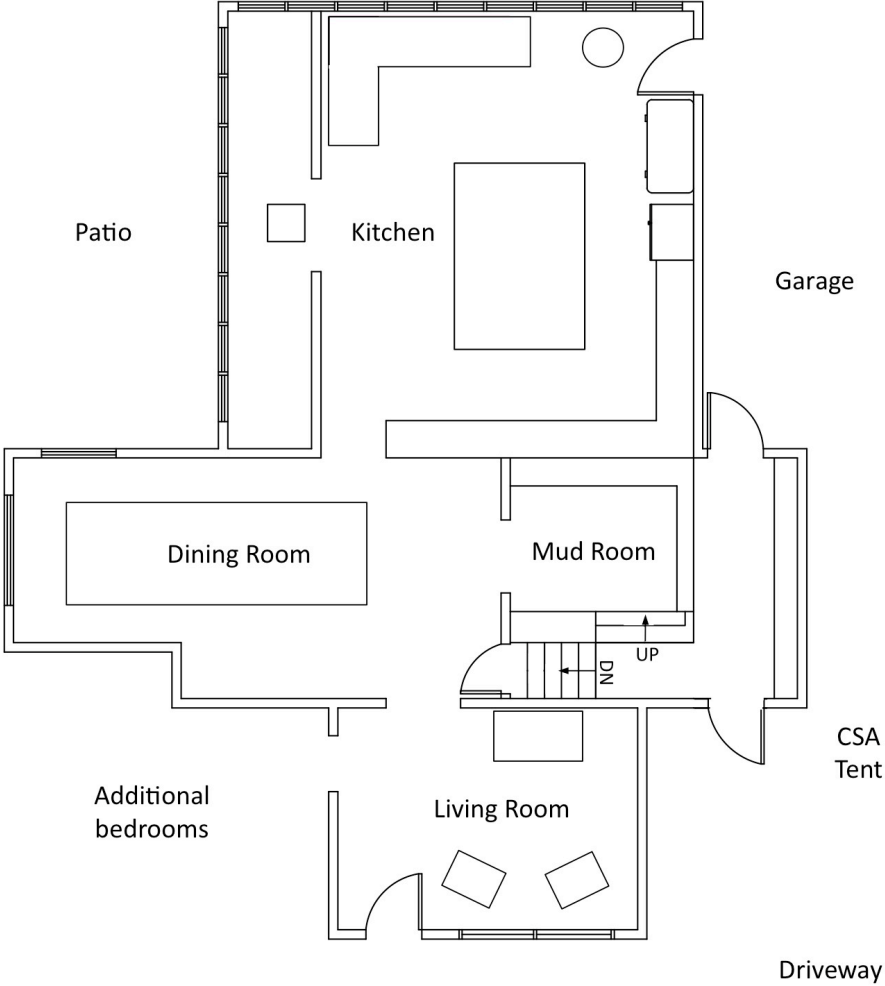 Patio
Kitchen
Garage
Dining Room
Mud Room
UP
DN
CSA
Tent
Additional
bedrooms
Living Room
Driveway